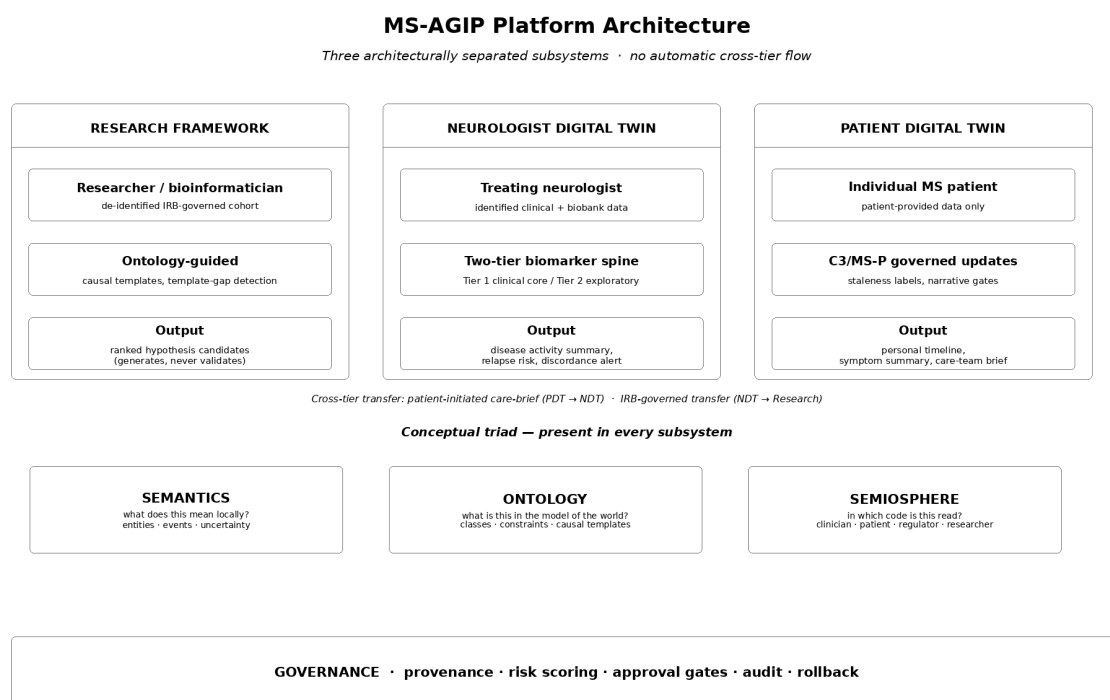 MS-AGIP Platform Architecture
Three architecturally separated subsystems · no automatic cross-tier flow
RESEARCH FRAMEWORK
Researcher / bioinformatician
de-identified IRB-governed cohort
Ontology-guided
causal templates, template-gap detection
Output
ranked hypothesis candidates
(generates, never validates)
NEUROLOGIST DIGITAL TWIN
Treating neurologist
identified clinical + biobank data
Two-tier biomarker spine
Tier 1 clinical core / Tier 2 exploratory
Output
disease activity summary,
relapse risk, discordance alert
PATIENT DIGITAL TWIN
Individual MS patient
patient-provided data only
C3/MS-P governed updates
staleness labels, narrative gates
Output
personal timeline,
symptom summary, care-team brief
Cross-tier transfer: patient-initiated care-brief (PDT → NDT) · IRB-governed transfer (NDT → Research)
Conceptual triad — present in every subsystem
SEMANTICS
what does this mean locally?
entities · events · uncertainty
ONTOLOGY
what is this in the model of the world?
classes · constraints · causal templates
SEMIOSPHERE
in which code is this read?
clinician · patient · regulator · researcher
GOVERNANCE · provenance · risk scoring · approval gates · audit · rollback